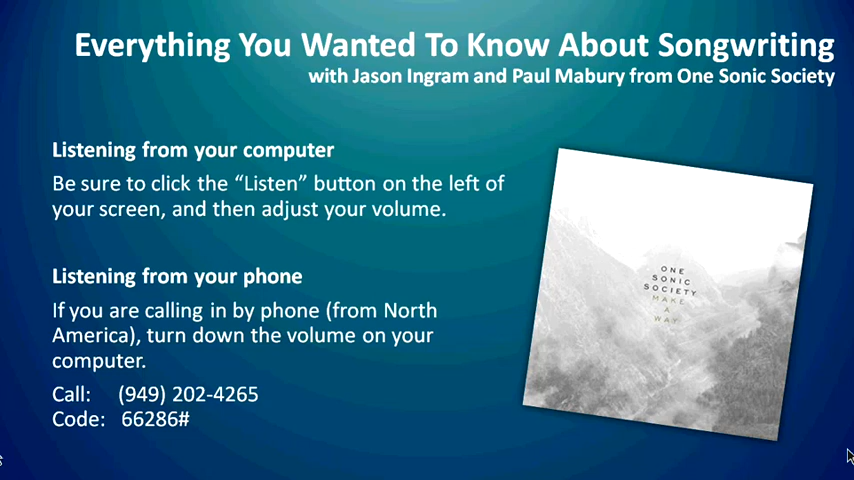 Everything You Wanted To Know About Songwriting
with Jason Ingram and Paul Mabury from One Sonic Society
Listening from your computer
Be sure to click the “Listen” button on the left of
your screen, and then adjust your volume.
Listening from your phone
If you are calling in by phone (from North
America), turn down the volume on your
computer.
Call: (949) 202-4265
Code: 66286#
ONE
SONIC
SOCIETY
MAKE
A
WAY